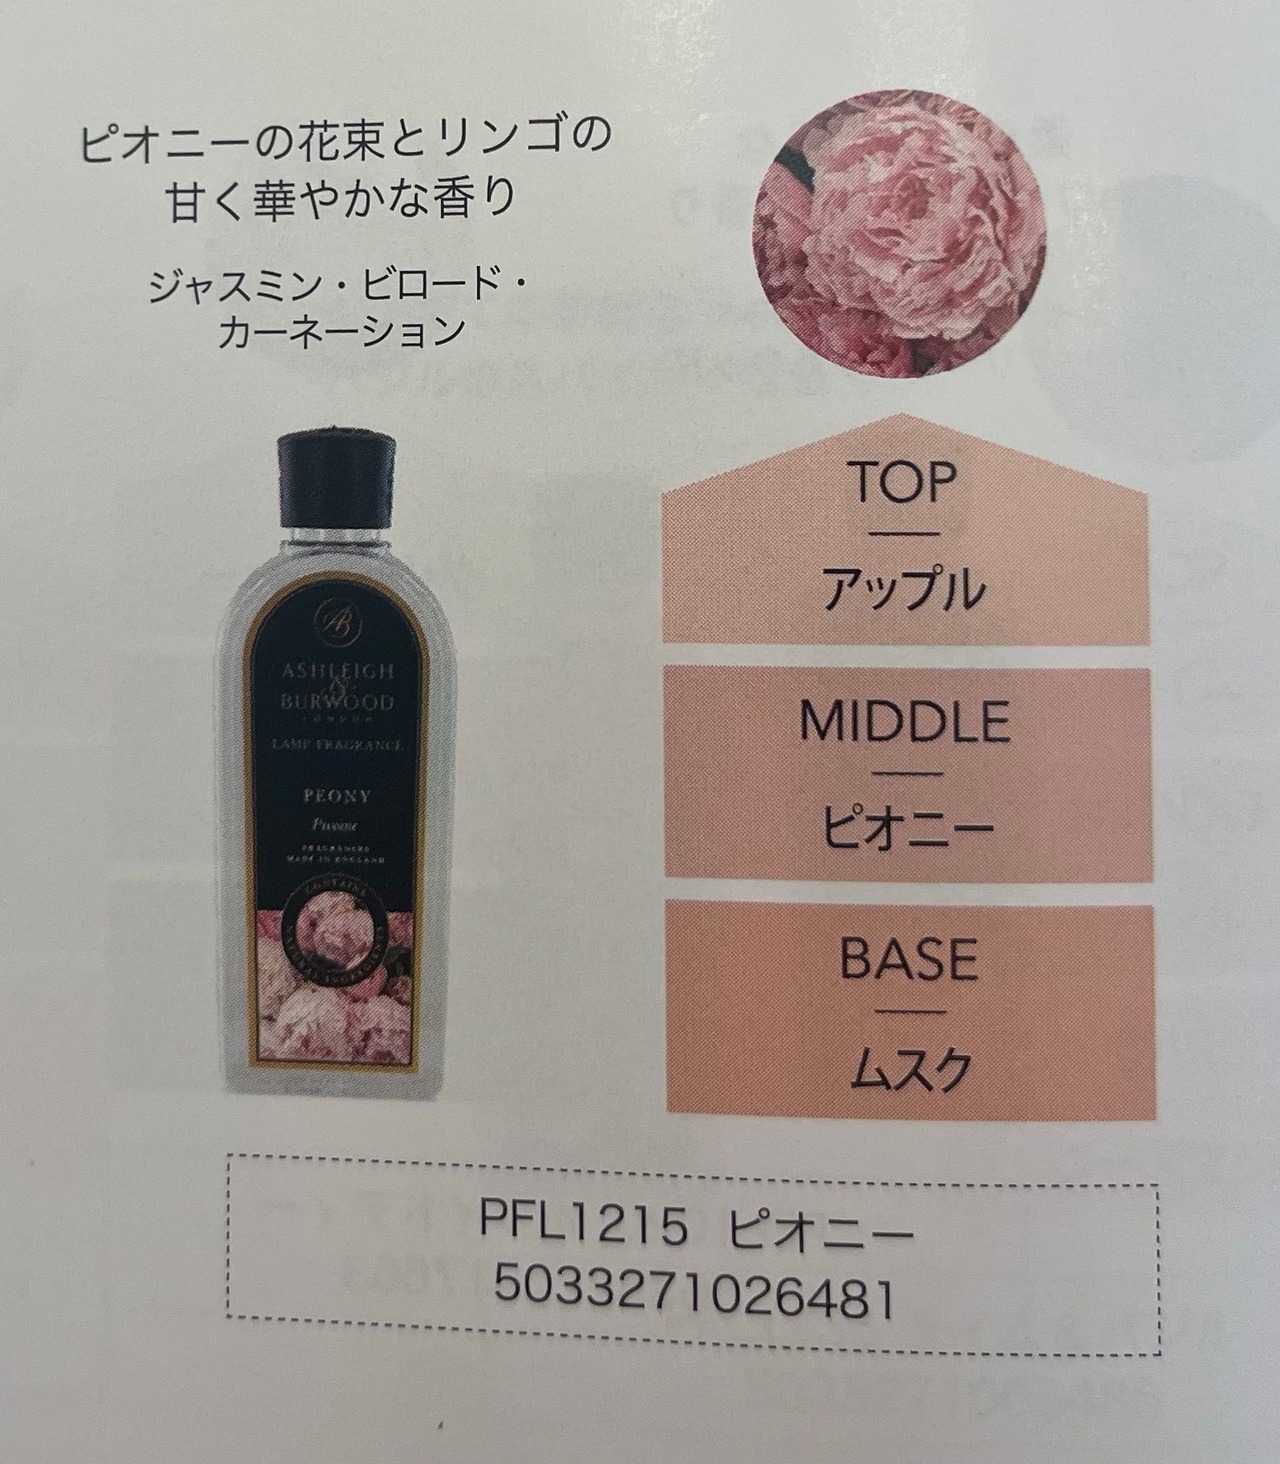 ピオニーの花束とリンゴの
甘く華やかな香り
ジャスミン・ビロード・
カーネーション
ASHLEIGH
&
BURWOOD
LONDON
LAMP FRAGRANCE
PEONY
Pivoine
FRAGRANCED
MADE IN ENGLAND
CONTAINS
TOP
アップル
MIDDLE
ピオニー
BASE
ムスク
PFL1215 ピオニー
5033271026481